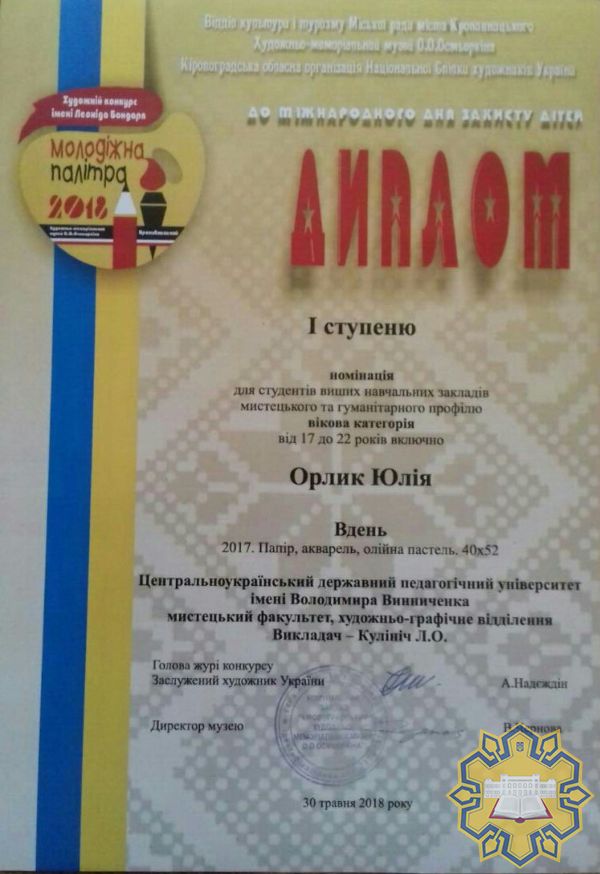 Відділ культури і туризму Міської ради міста Кропивницького
Художньо-меморіальний музей О.О.Осмьоркіна
Кіровоградська обласна організація Національної Спілки художників України
ДО МІЖНАРОДНОГО ДНЯ ЗАХИСТУ ДІТЕЙ
Художній конкурс
імені Леоніда Бондаря
МОЛОДІЖНА
ПАЛІТРА
2018
ДИПЛОМ
І ступеню
номінація
для студентів виших навчальних закладів
мистецького та гуманітарного профілю
вікова категорія
від 17 до 22 років включно
Орлик Юлія
Вдень
2017. Папір, акварель, олійна пастель. 40х52
Центральноукраїнський державний педагогічний університет
імені Володимира Винниченка
мистецький факультет, художньо-графічне відділення
Викладач – Кулініч Л.О.
Голова журі конкурсу
Заслужений художник України
А.Надєждін
Директор музею
30 травня 2018 року